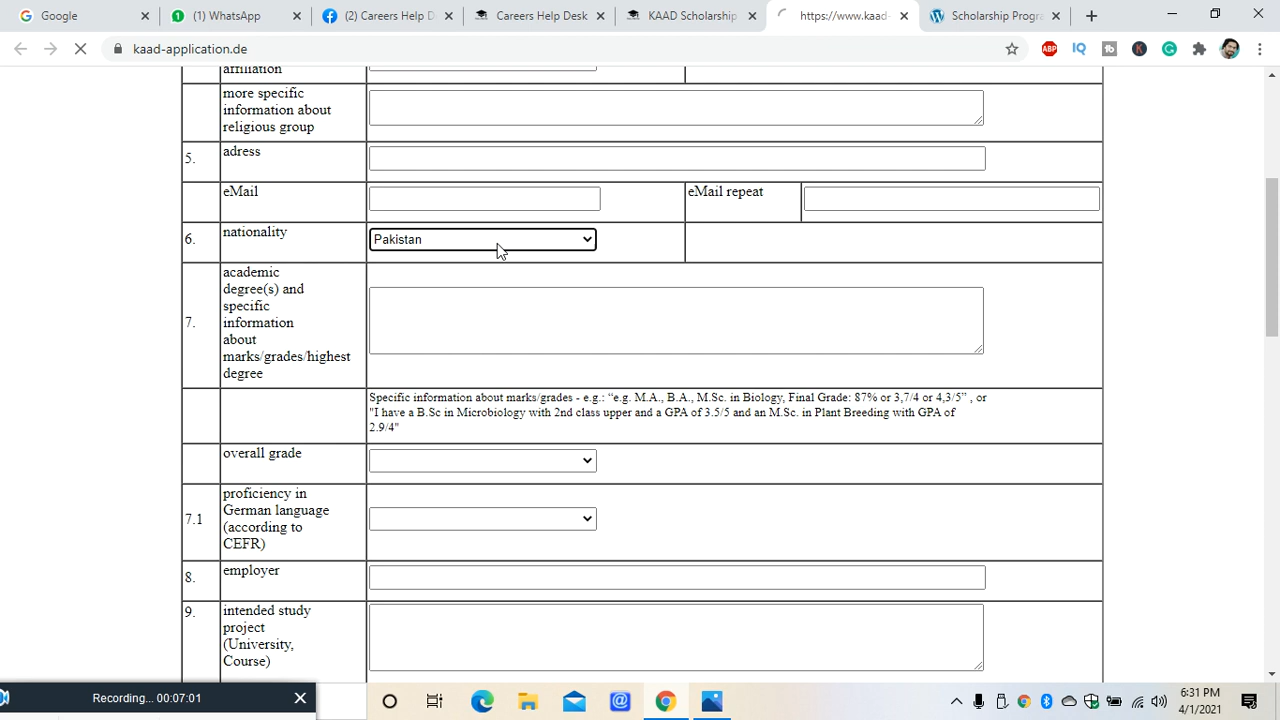 Google
(1) WhatsApp
(2) Careers Help D
Careers Help Desk
KAAD Scholarship
https://www.kaad-
Scholarship Progra
kaad-application.de
ABP
IQ
fb
K
affiliation
more specific
information about
religious group
5.
adress
eMail
eMail repeat
6.
nationality
Pakistan
7.
academic
degree(s) and
specific
information
about
marks/grades/highest
degree
Specific information about marks/grades - e.g.: “e.g. M.A., B.A., M.Sc. in Biology, Final Grade: 87% or 3,7/4 or 4,3/5” , or
"I have a B.Sc in Microbiology with 2nd class upper and a GPA of 3.5/5 and an M.Sc. in Plant Breeding with GPA of
2.9/4"
overall grade
7.1
proficiency in
German language
(according to
CEFR)
8.
employer
9.
intended study
project
(University,
Course)
Recording... 00:07:01
6:31 PM
4/1/2021